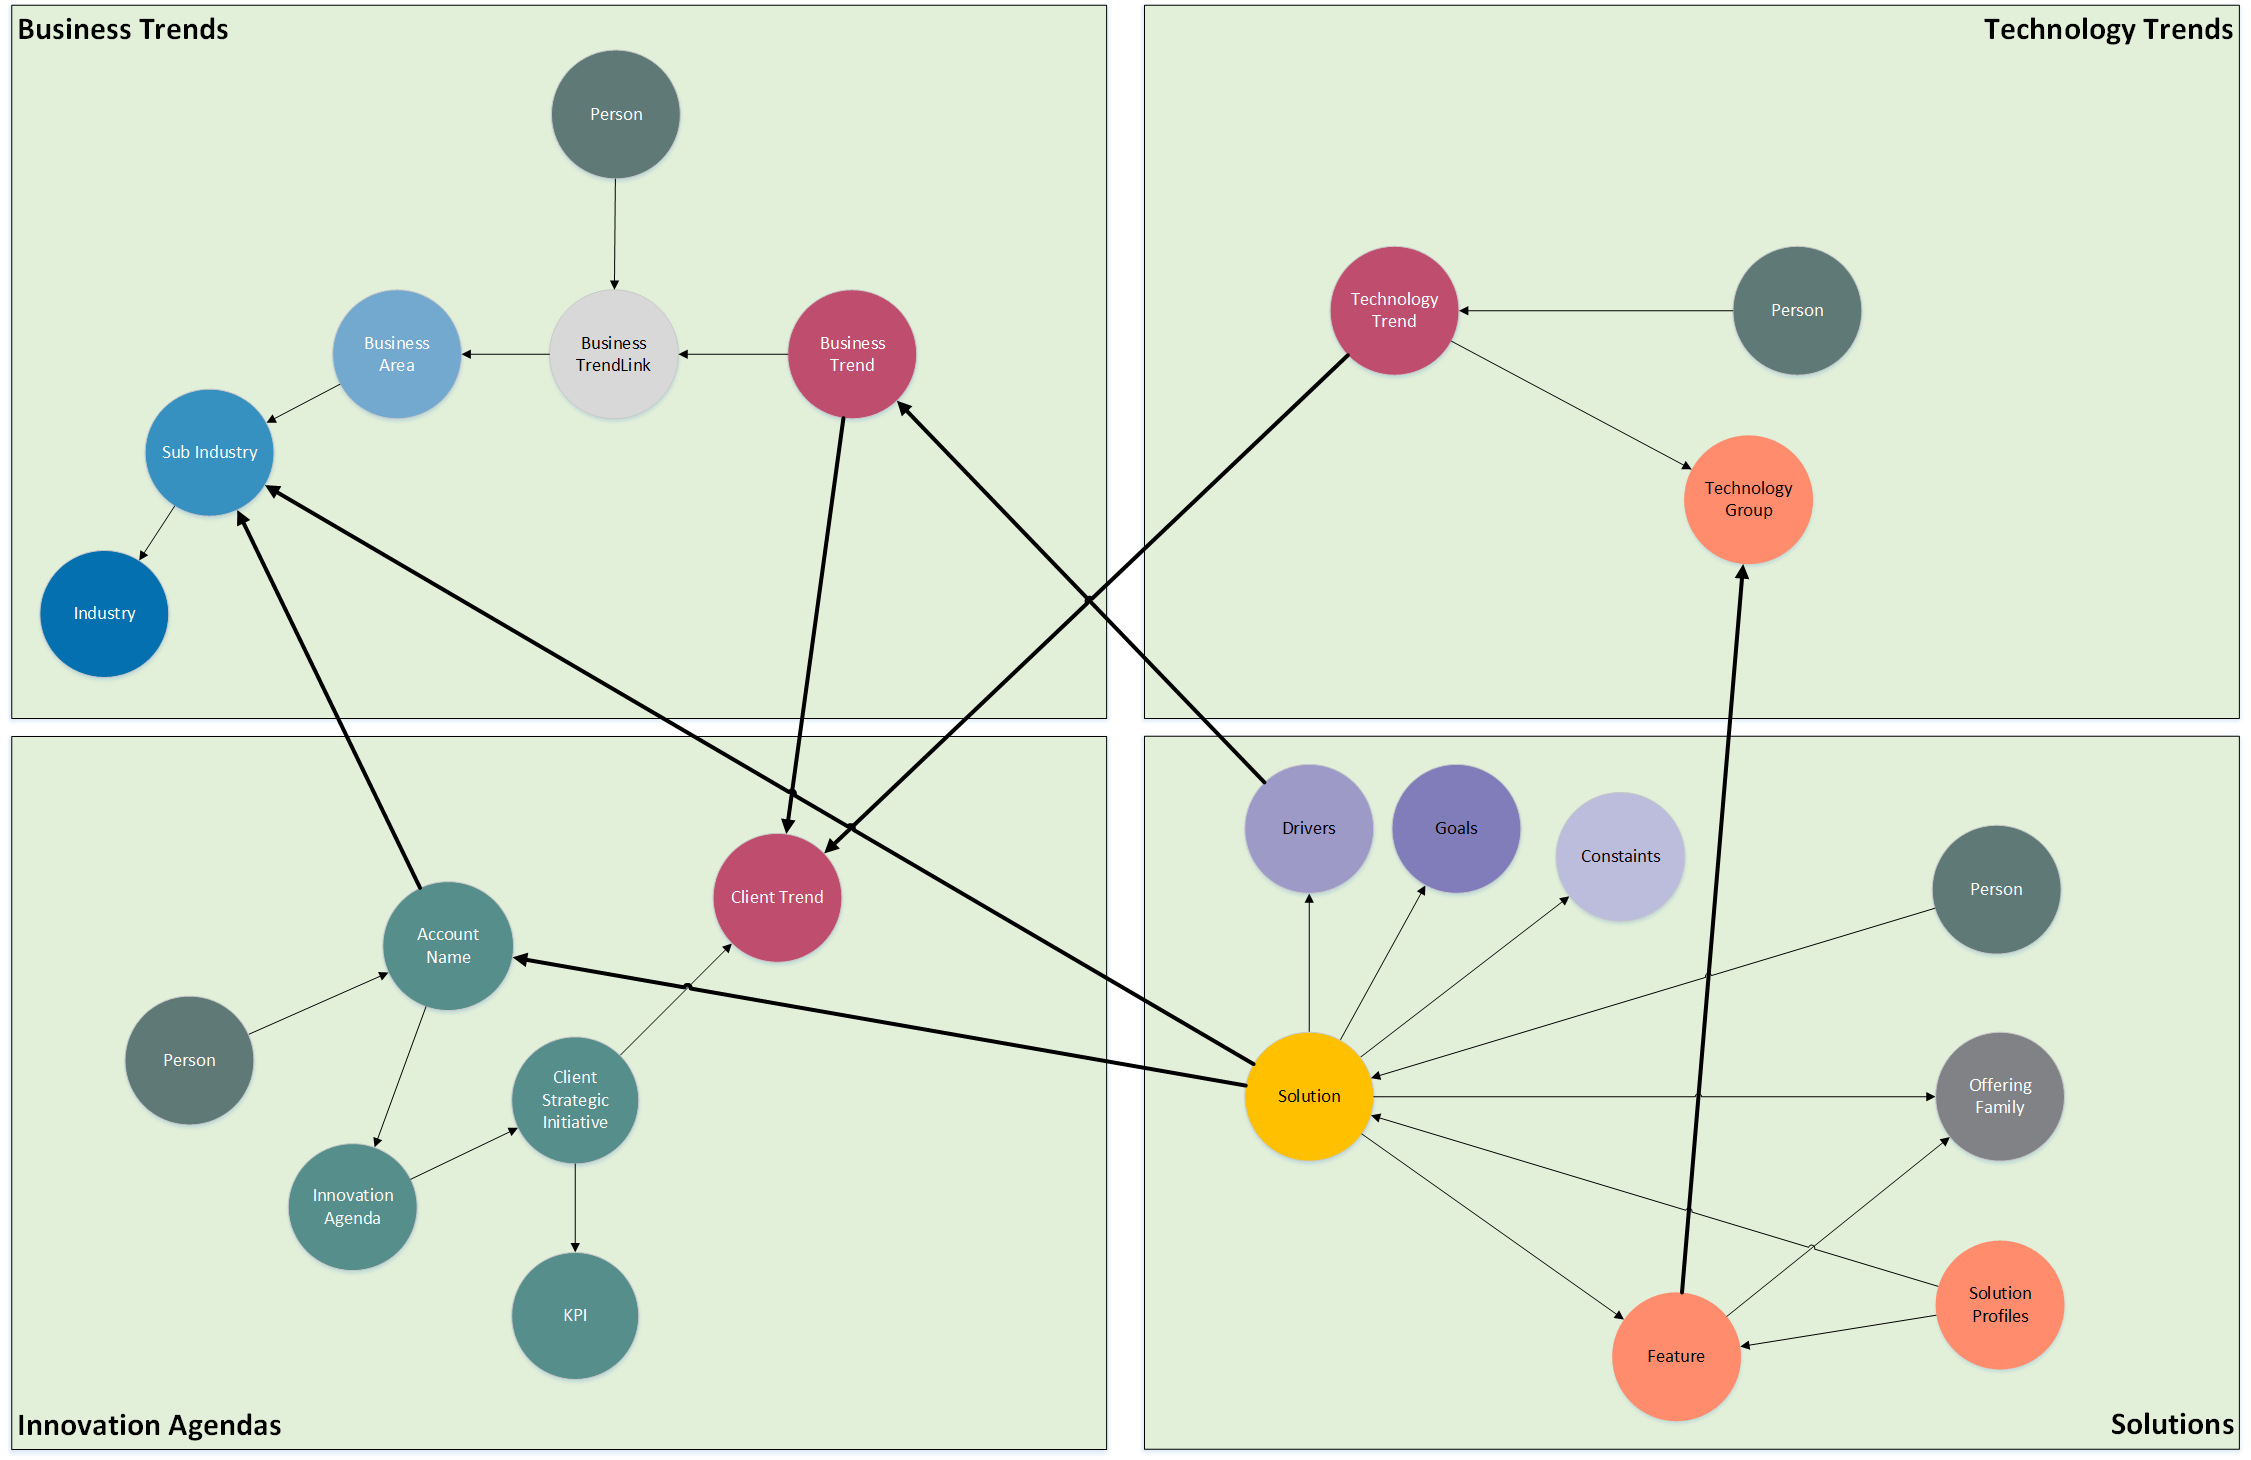 Business Trends
Person
Business
Area
Business
TrendLink
Business
Trend
Sub Industry
Industry
Technology Trends
Technology
Trend
Person
Technology
Group
Client Trend
Account
Name
Person
Client
Strategic
Initiative
Innovation
Agenda
KPI
Innovation Agendas
Drivers
Goals
Constaints
Person
Solution
Offering
Family
Solution
Profiles
Feature
Solutions